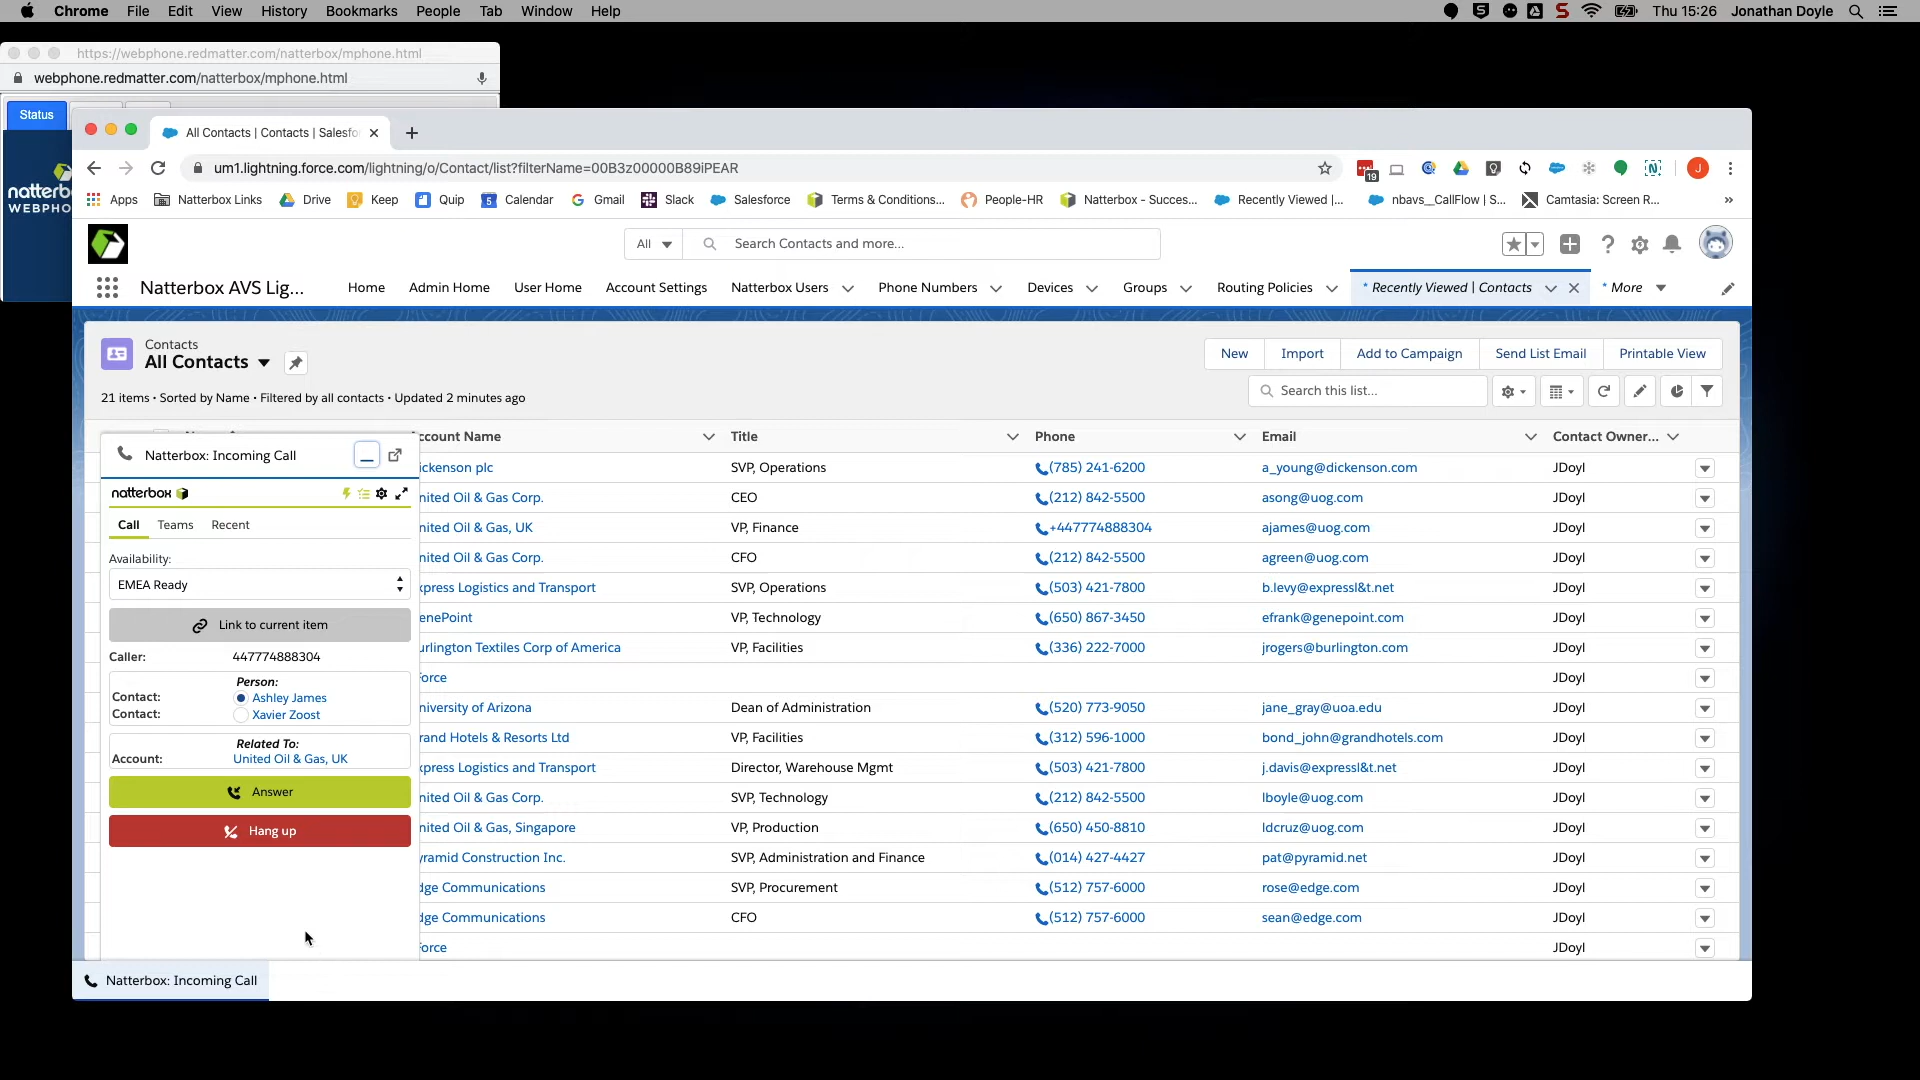 Chrome File Edit View History Bookmarks People Tab Window Help
Thu 15:26 Jonathan Doyle
https://webphone.redmatter.com/natterbox/mphone.html
webphone.redmatter.com/natterbox/mphone.html
Status
WEBPHO
All Contacts | Contacts | Salesfo
um1.lightning.force.com/lightning/o/Contact/list?filterName=00B3z00000B89iPEAR
19
J
Apps Natterbox Links Drive Keep Quip Calendar Gmail Slack Salesforce Terms & Conditions... People-HR Natterbox - Succes... Recently Viewed |... nbavs__CallFlow | S... Camtasia: Screen R... »
All Search Contacts and more...
Natterbox AVS Lig... Home Admin Home User Home Account Settings Natterbox Users Phone Numbers Devices Groups Routing Policies * Recently Viewed | Contacts * More
Contacts
All Contacts
New Import Add to Campaign Send List Email Printable View
21 items • Sorted by Name • Filtered by all contacts • Updated 2 minutes ago
Search this list...
ccount Name Title Phone Email Contact Owner...
ickenson plc SVP, Operations (785) 241-6200 a_young@dickenson.com JDoyl
nited Oil & Gas Corp. CEO (212) 842-5500 asong@uog.com JDoyl
nited Oil & Gas, UK VP, Finance +447774888304 ajames@uog.com JDoyl
nited Oil & Gas Corp. CFO (212) 842-5500 agreen@uog.com JDoyl
xpress Logistics and Transport SVP, Operations (503) 421-7800 b.levy@expressl&t.net JDoyl
enePoint VP, Technology (650) 867-3450 efrank@genepoint.com JDoyl
urlington Textiles Corp of America VP, Facilities (336) 222-7000 jrogers@burlington.com JDoyl
Force JDoyl
niversity of Arizona Dean of Administration (520) 773-9050 jane_gray@uoa.edu JDoyl
rand Hotels & Resorts Ltd VP, Facilities (312) 596-1000 bond_john@grandhotels.com JDoyl
xpress Logistics and Transport Director, Warehouse Mgmt (503) 421-7800 j.davis@expressl&t.net JDoyl
nited Oil & Gas Corp. SVP, Technology (212) 842-5500 lboyle@uog.com JDoyl
nited Oil & Gas, Singapore VP, Production (650) 450-8810 ldcruz@uog.com JDoyl
yramid Construction Inc. SVP, Administration and Finance (014) 427-4427 pat@pyramid.net JDoyl
dge Communications SVP, Procurement (512) 757-6000 rose@edge.com JDoyl
dge Communications CFO (512) 757-6000 sean@edge.com JDoyl
Force JDoyl
Natterbox: Incoming Call
natterbox
Call Teams Recent
Availability:
EMEA Ready
Link to current item
Caller: 447774888304
Person:
Contact: Ashley James
Contact: Xavier Zoost
Related To:
Account: United Oil & Gas, UK
Answer
Hang up
Natterbox: Incoming Call